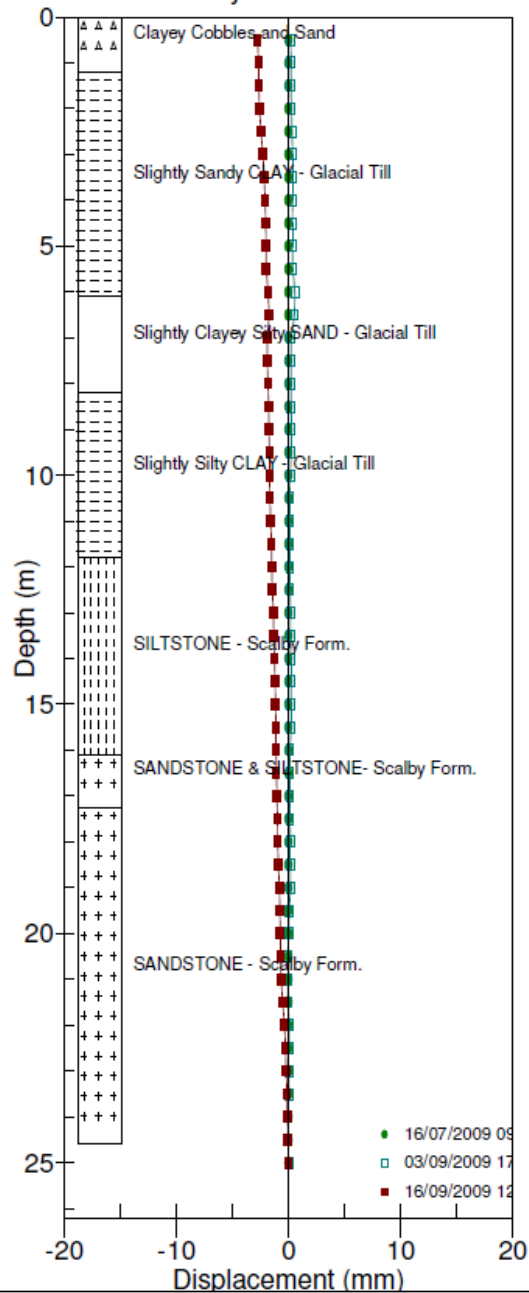 0
Clayey Cobbles and Sand
Slightly Sandy CLAY - Glacial Till
5
Slightly Clayey Silty SAND - Glacial Till
Slightly Silty CLAY - Glacial Till
10
Depth (m)
SILTSTONE - Scalby Form.
15
SANDSTONE & SILTSTONE- Scalby Form.
20
SANDSTONE - Scalby Form.
16/07/2009 09
03/09/2009 17
16/09/2009 12
25
-20 -10 0 10 20
Displacement (mm)